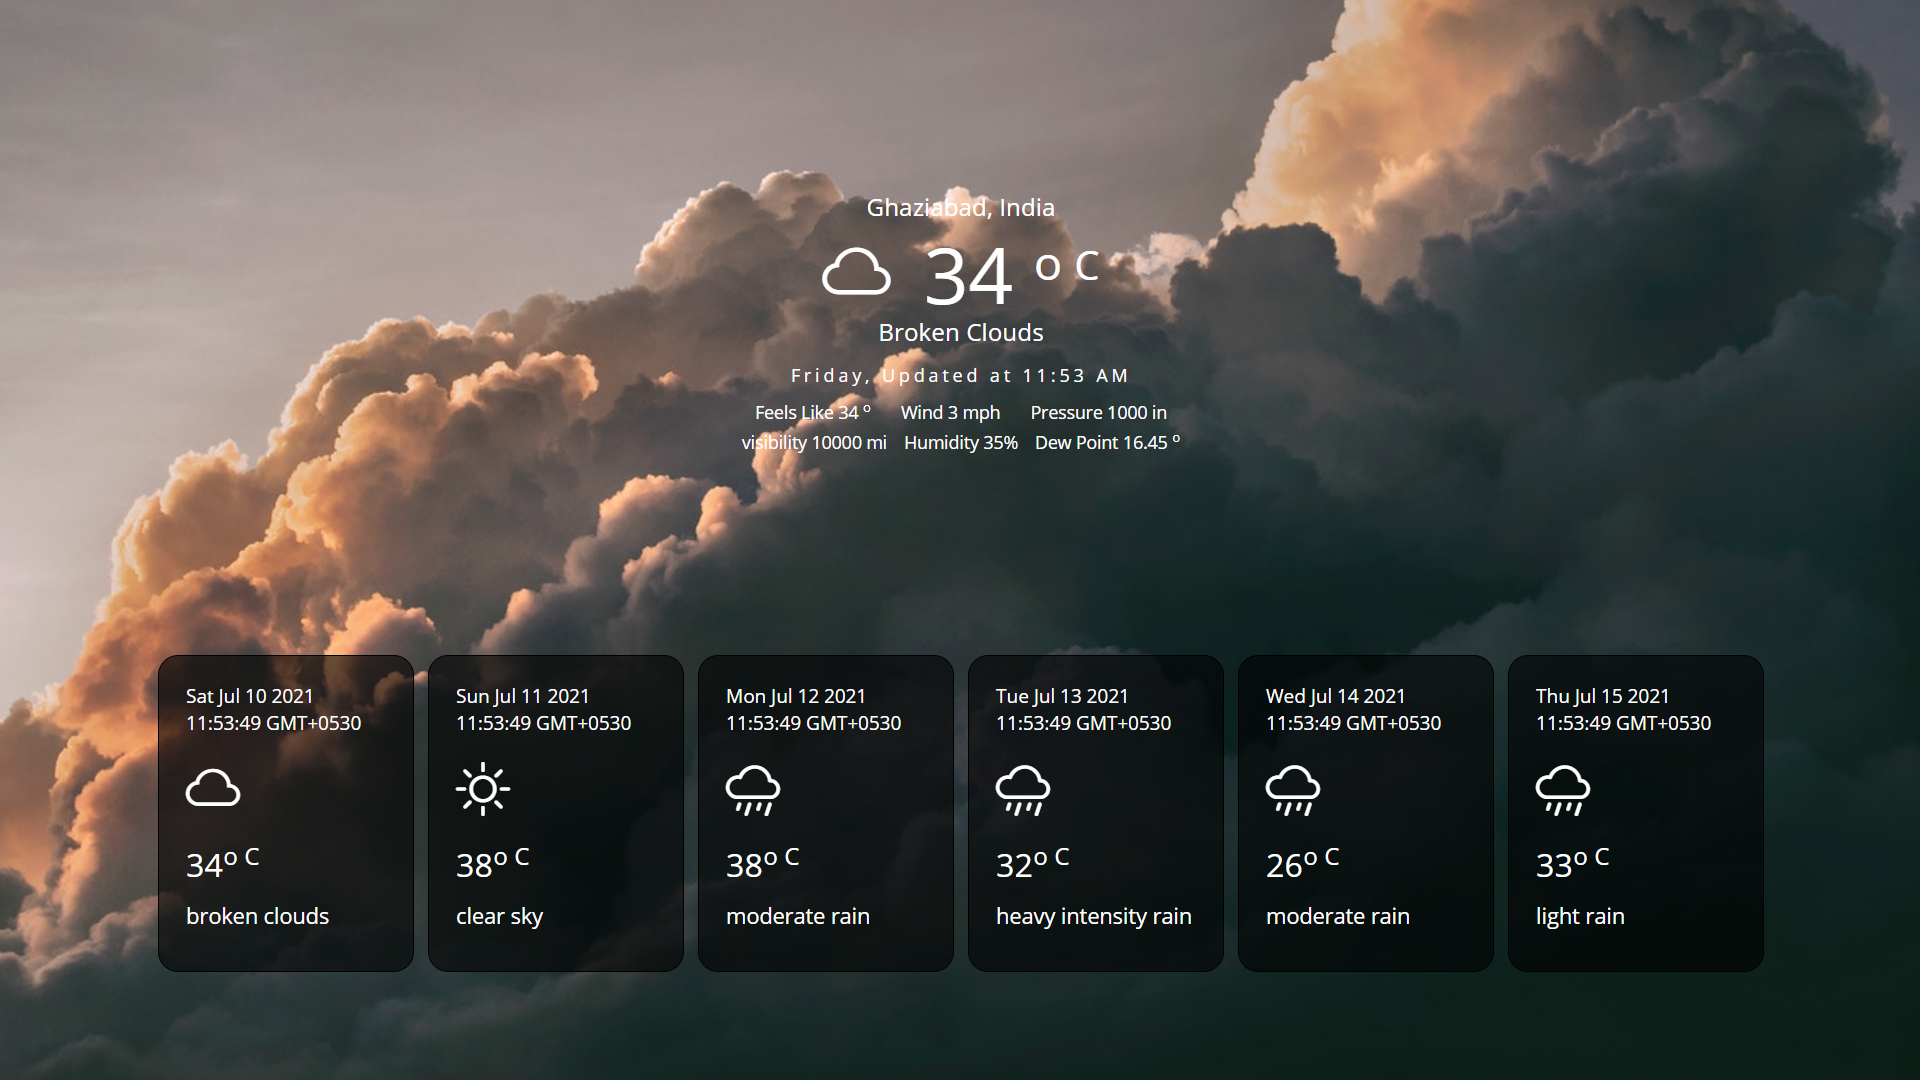 Ghaziabad, India
34 o C
Broken Clouds
Friday, Updated at 11:53 AM
Feels Like 34 º Wind 3 mph Pressure 1000 in
visibility 10000 mi Humidity 35% Dew Point 16.45 º
Sat Jul 10 2021
11:53:49 GMT+0530
34o C
broken clouds
Sun Jul 11 2021
11:53:49 GMT+0530
38o C
clear sky
Mon Jul 12 2021
11:53:49 GMT+0530
38o C
moderate rain
Tue Jul 13 2021
11:53:49 GMT+0530
32o C
heavy intensity rain
Wed Jul 14 2021
11:53:49 GMT+0530
26o C
moderate rain
Thu Jul 15 2021
11:53:49 GMT+0530
33o C
light rain